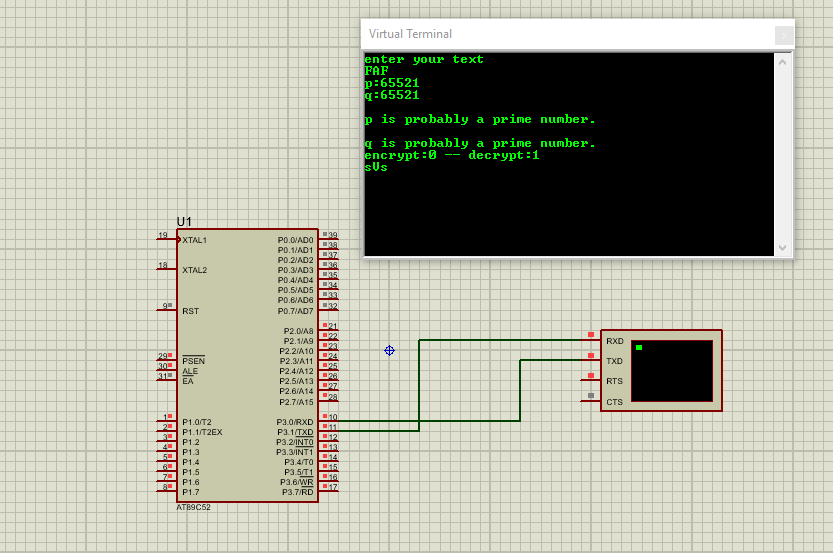 Virtual Terminal
enter your text
FAF
p:65521
q:65521
p is probably a prime number.
q is probably a prime number.
encrypt:0 -- decrypt:1
sVs
U1
19 XTAL1
18 XTAL2
9 RST
29 PSEN
30 ALE
31 EA
1 P1.0/T2
2 P1.1/T2EX
3 P1.2
4 P1.3
5 P1.4
6 P1.5
7 P1.6
8 P1.7
P0.0/AD0 39
P0.1/AD1 38
P0.2/AD2 37
P0.3/AD3 36
P0.4/AD4 35
P0.5/AD5 34
P0.6/AD6 33
P0.7/AD7 32
P2.0/A8 21
P2.1/A9 22
P2.2/A10 23
P2.3/A11 24
P2.4/A12 25
P2.5/A13 26
P2.6/A14 27
P2.7/A15 28
P3.0/RXD 10
P3.1/TXD 11
P3.2/INT0 12
P3.3/INT1 13
P3.4/T0 14
P3.5/T1 15
P3.6/WR 16
P3.7/RD 17
AT89C52
RXD
TXD
RTS
CTS